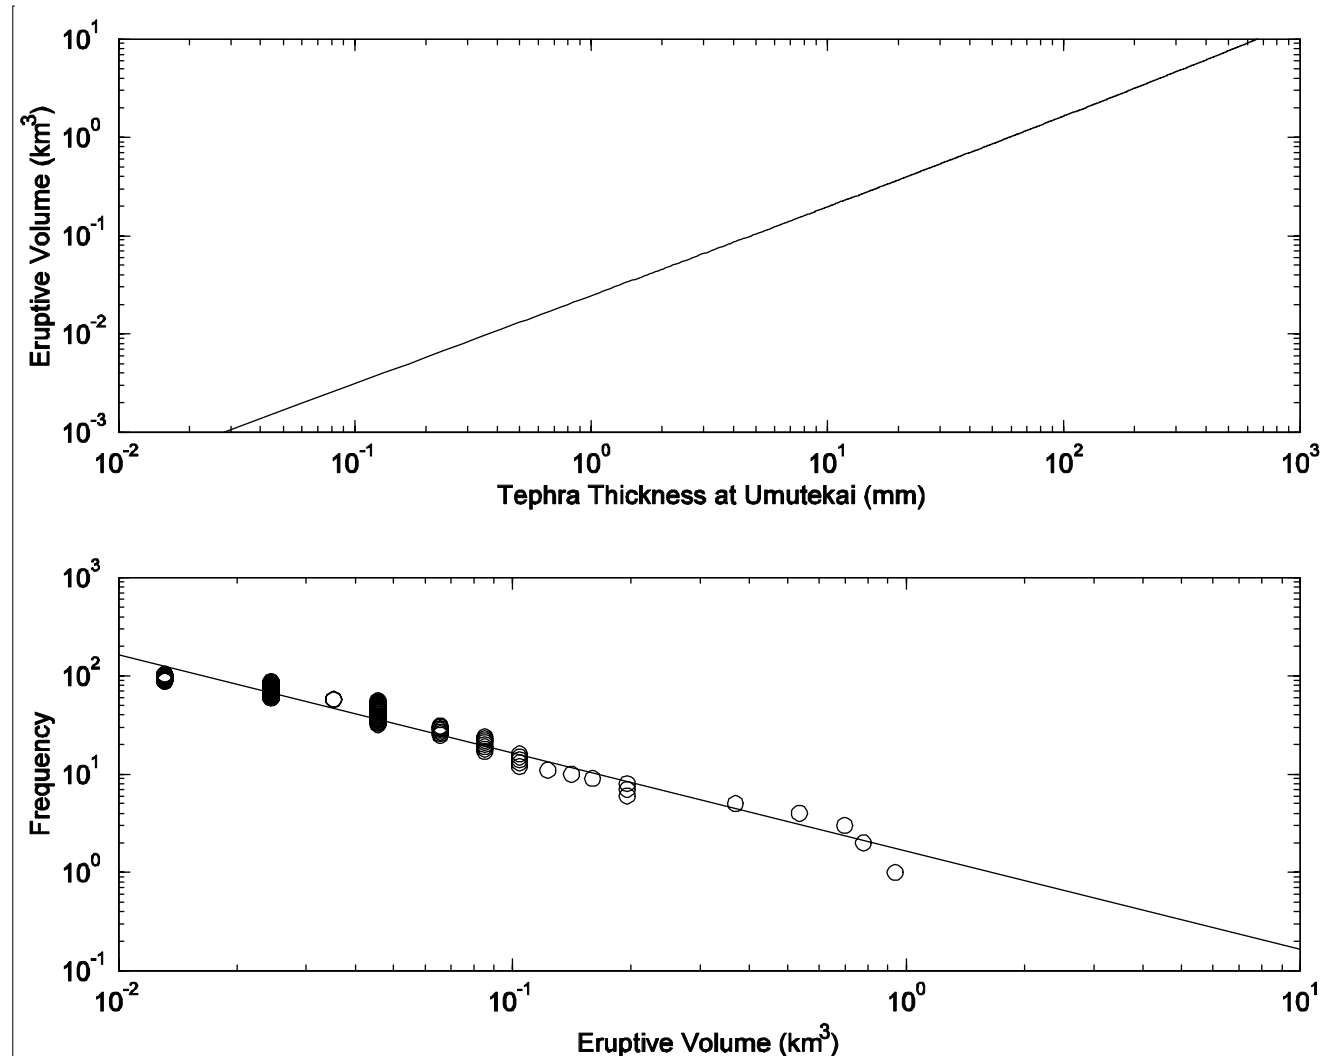 10^1
10^0
10^-1
10^-2
10^-3
Eruptive Volume (km^3)
10^-2 10^-1 10^0 10^1 10^2 10^3
Tephra Thickness at Umutekai (mm)
10^3
10^2
10^1
10^0
10^-1
Frequency
10^-2 10^-1 10^0 10^1
Eruptive Volume (km^3)